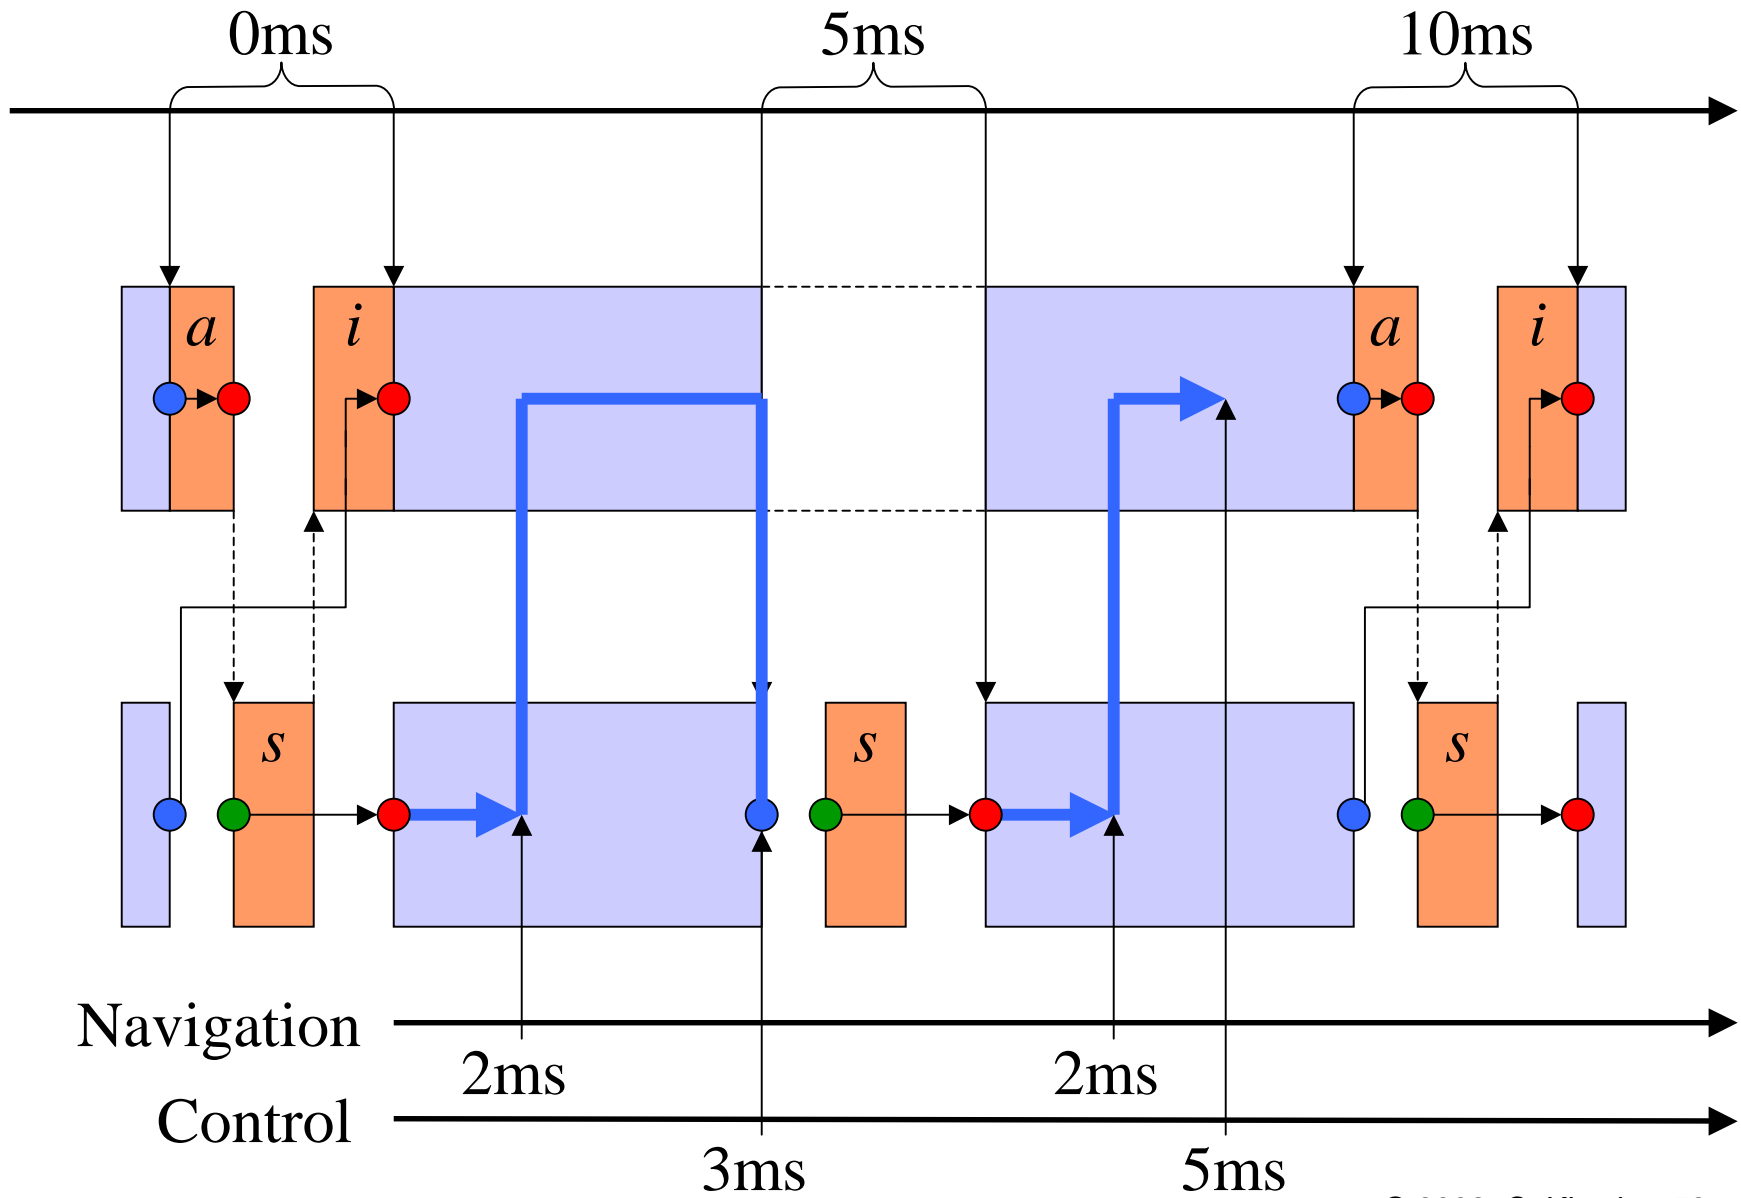 0ms 5ms 10ms
a i a i
s s s
Navigation
2ms 2ms
Control
3ms 5ms